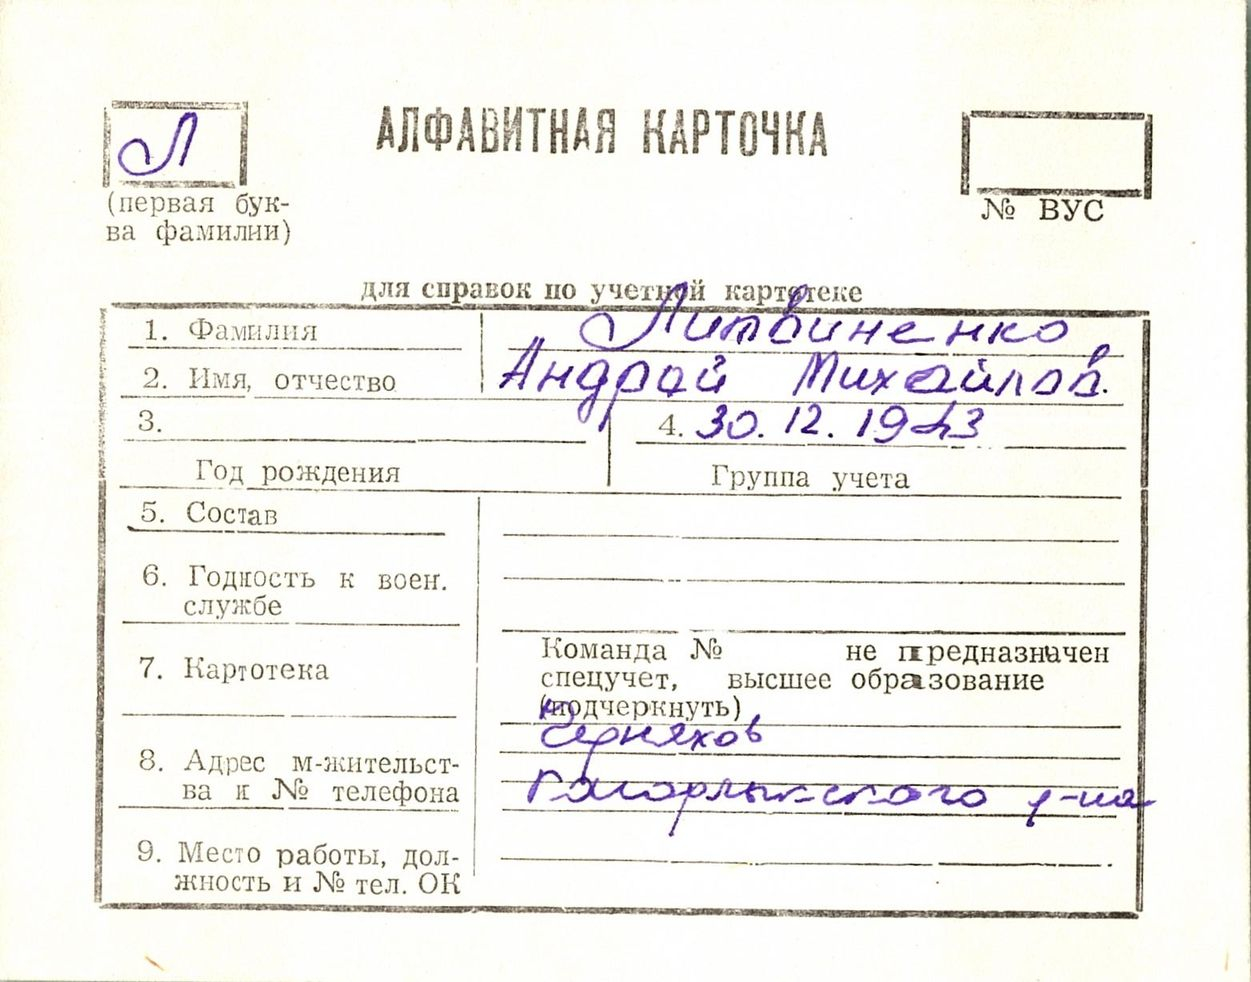 Л
АЛФАВИТНАЯ КАРТОЧКА
(первая бук-
ва фамилии)
№ ВУС
для справок по учетной картотеке
1. Фамилия Литвиненко
2. Имя, отчество Андрей Михайлов.
3.
4. 30.12.1923
Год рождения
Группа учета
5. Состав
6. Годность к воен.
службе
7. Картотека
Команда № не предназначен
спецучет, высшее образование
(подчеркнуть)
8. Адрес м-жительст-
ва и № телефона
Кагарлыкского р-на
9. Место работы, дол-
жность и № тел. ОК